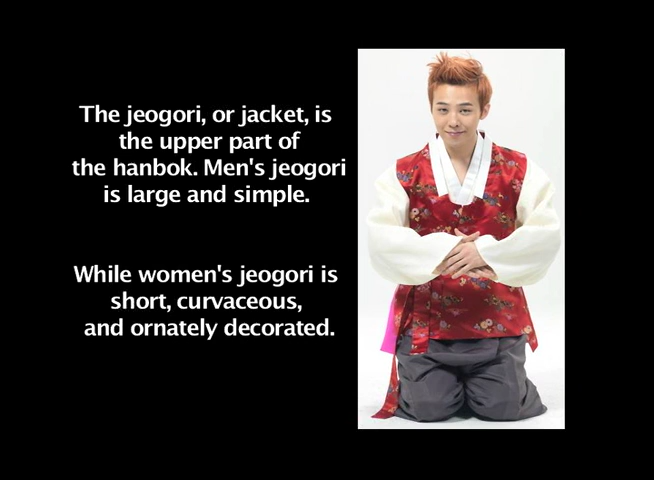 The jeogori, or jacket, is
the upper part of
the hanbok. Men's jeogori
is large and simple.
While women's jeogori is
short, curvaceous,
and ornately decorated.